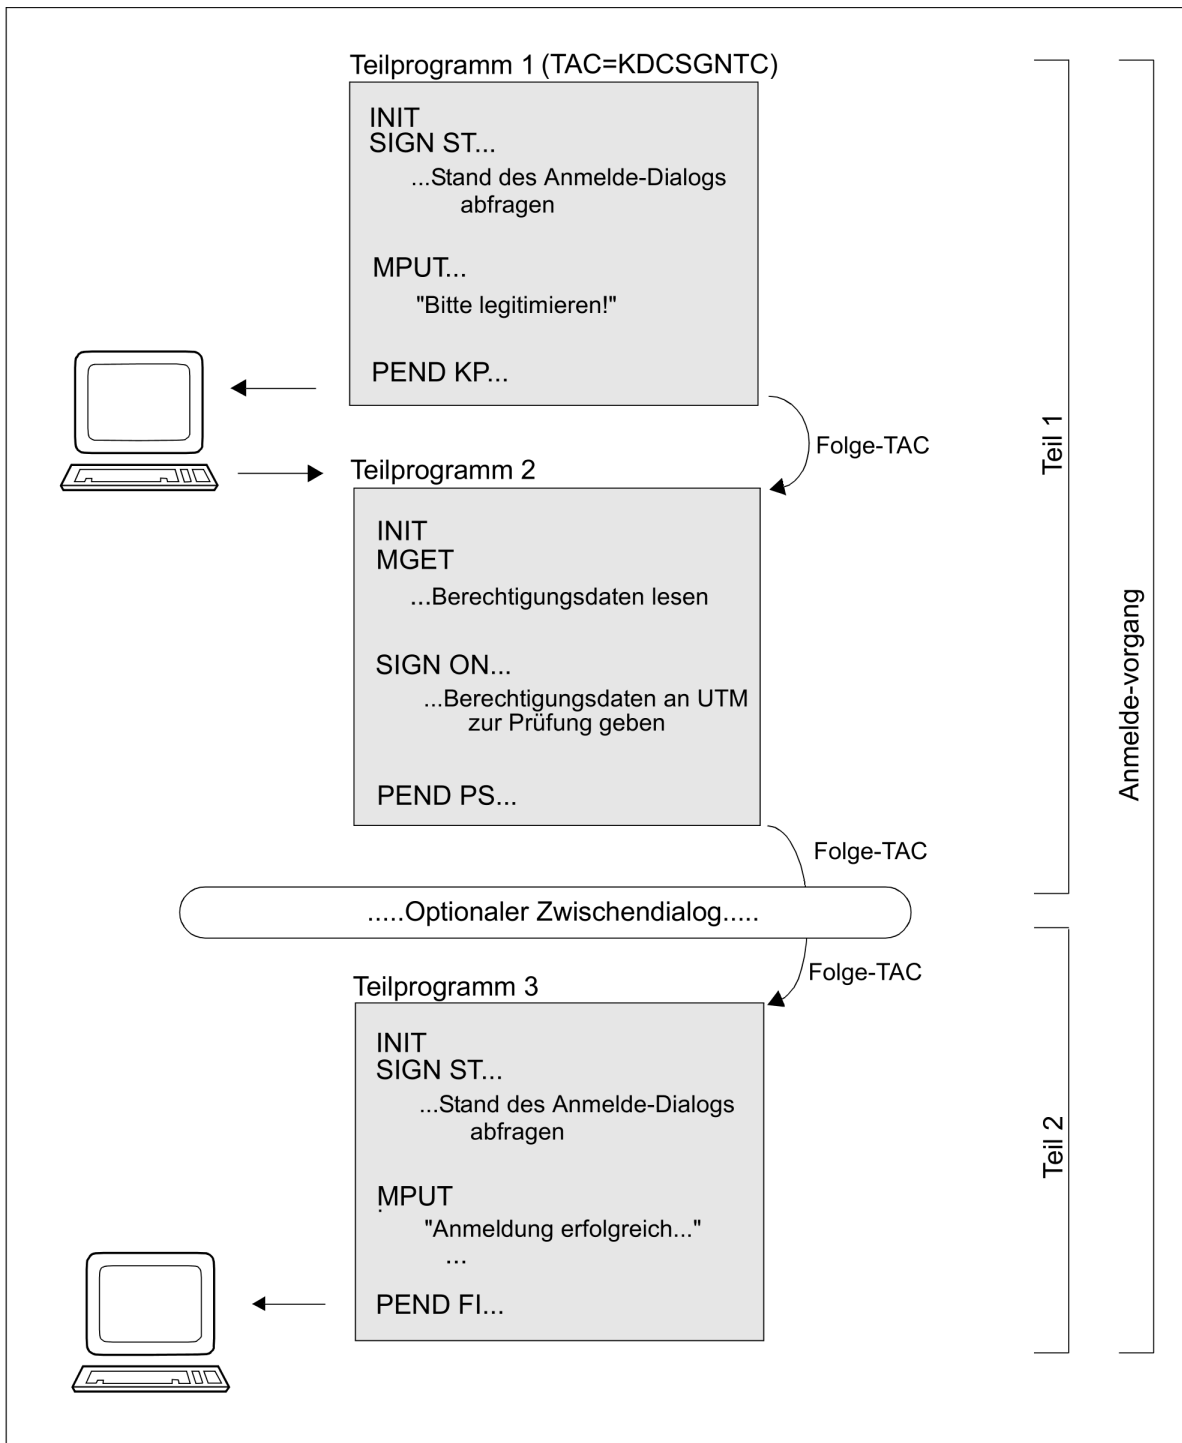 Teilprogramm 1 (TAC=KDCSGNTC)
INIT
SIGN ST...
...Stand des Anmelde-Dialogs
abfragen
MPUT...
"Bitte legitimieren!"
PEND KP...
Folge-TAC
Teil 1
Teilprogramm 2
INIT
MGET
...Berechtigungsdaten lesen
SIGN ON...
...Berechtigungsdaten an UTM
zur Prüfung geben
PEND PS...
Anmelde-vorgang
Folge-TAC
.....Optionaler Zwischendialog.....
Folge-TAC
Teilprogramm 3
INIT
SIGN ST...
...Stand des Anmelde-Dialogs
abfragen
Teil 2
MPUT
.
"Anmeldung erfolgreich..."
...
PEND FI...